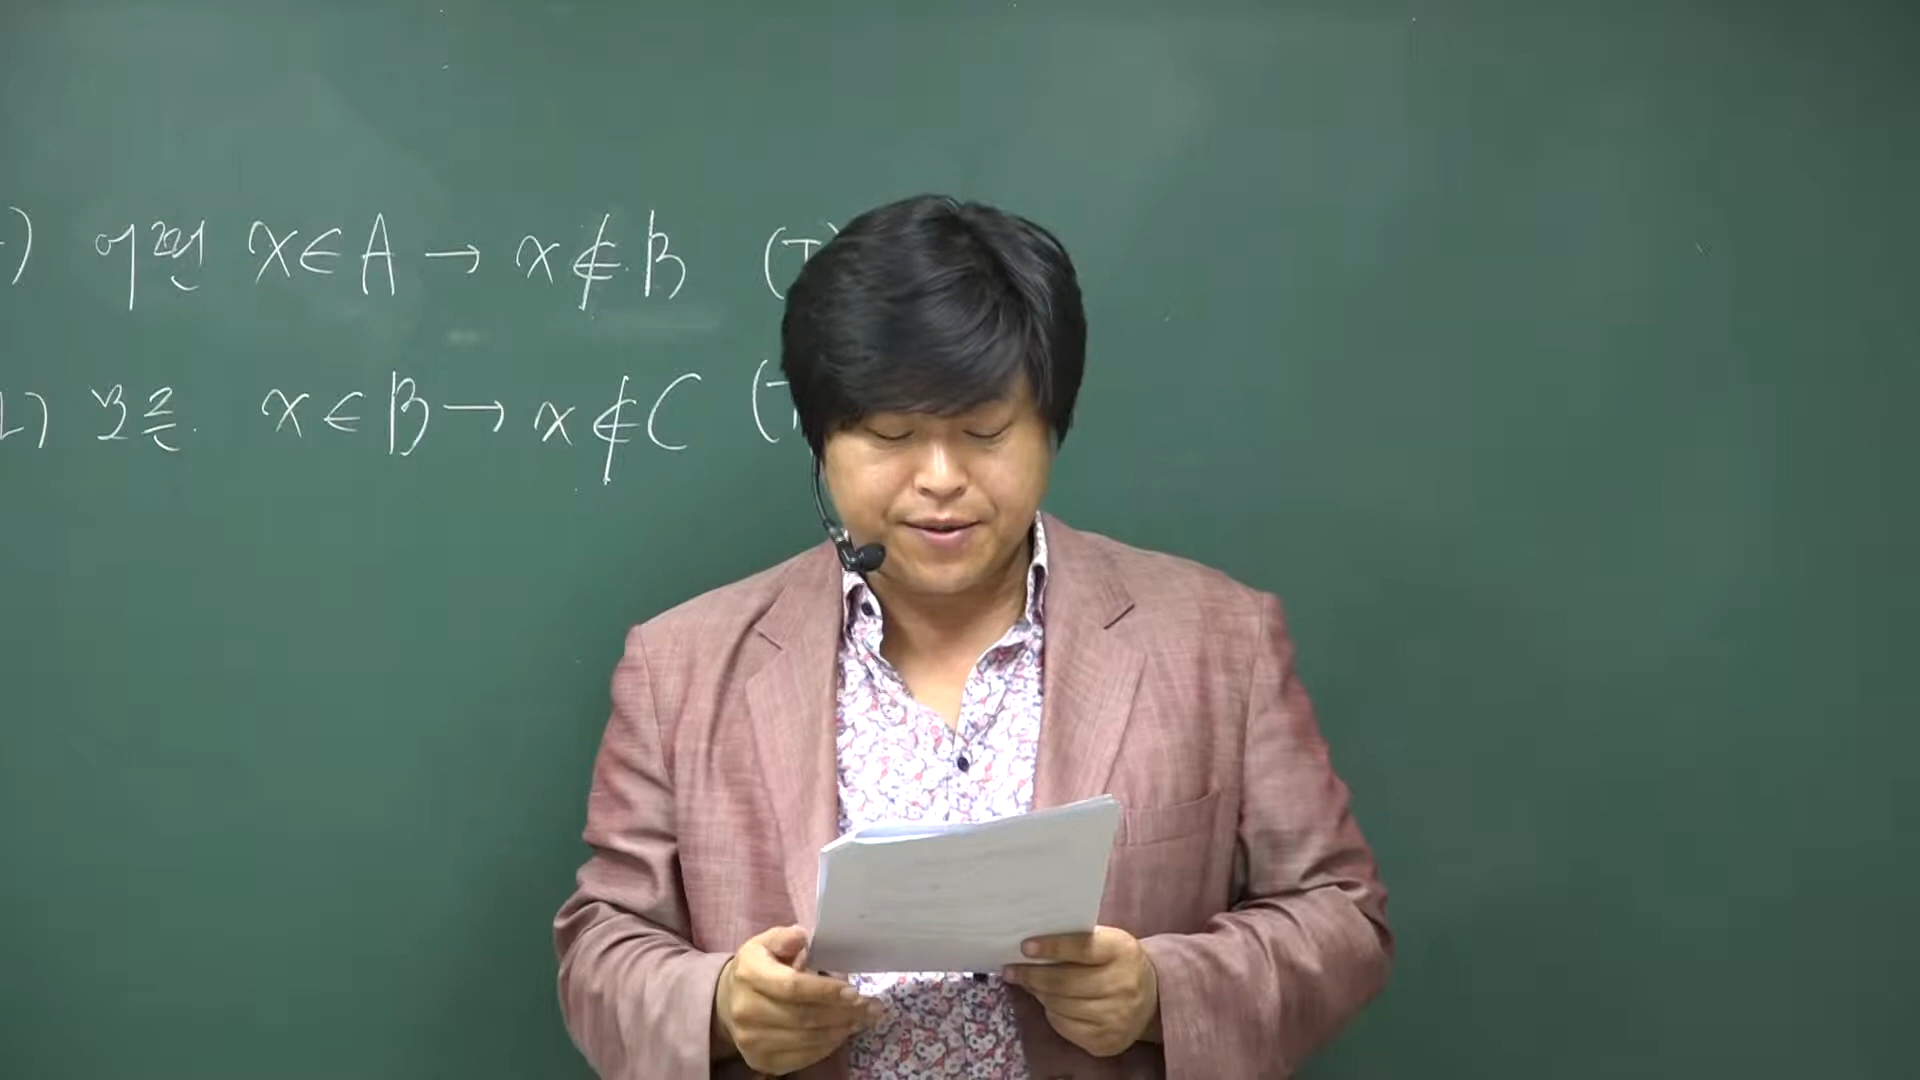 ) 어떤 x∈A → x∉B (T)
) 모든 x∈B → x∉C (T